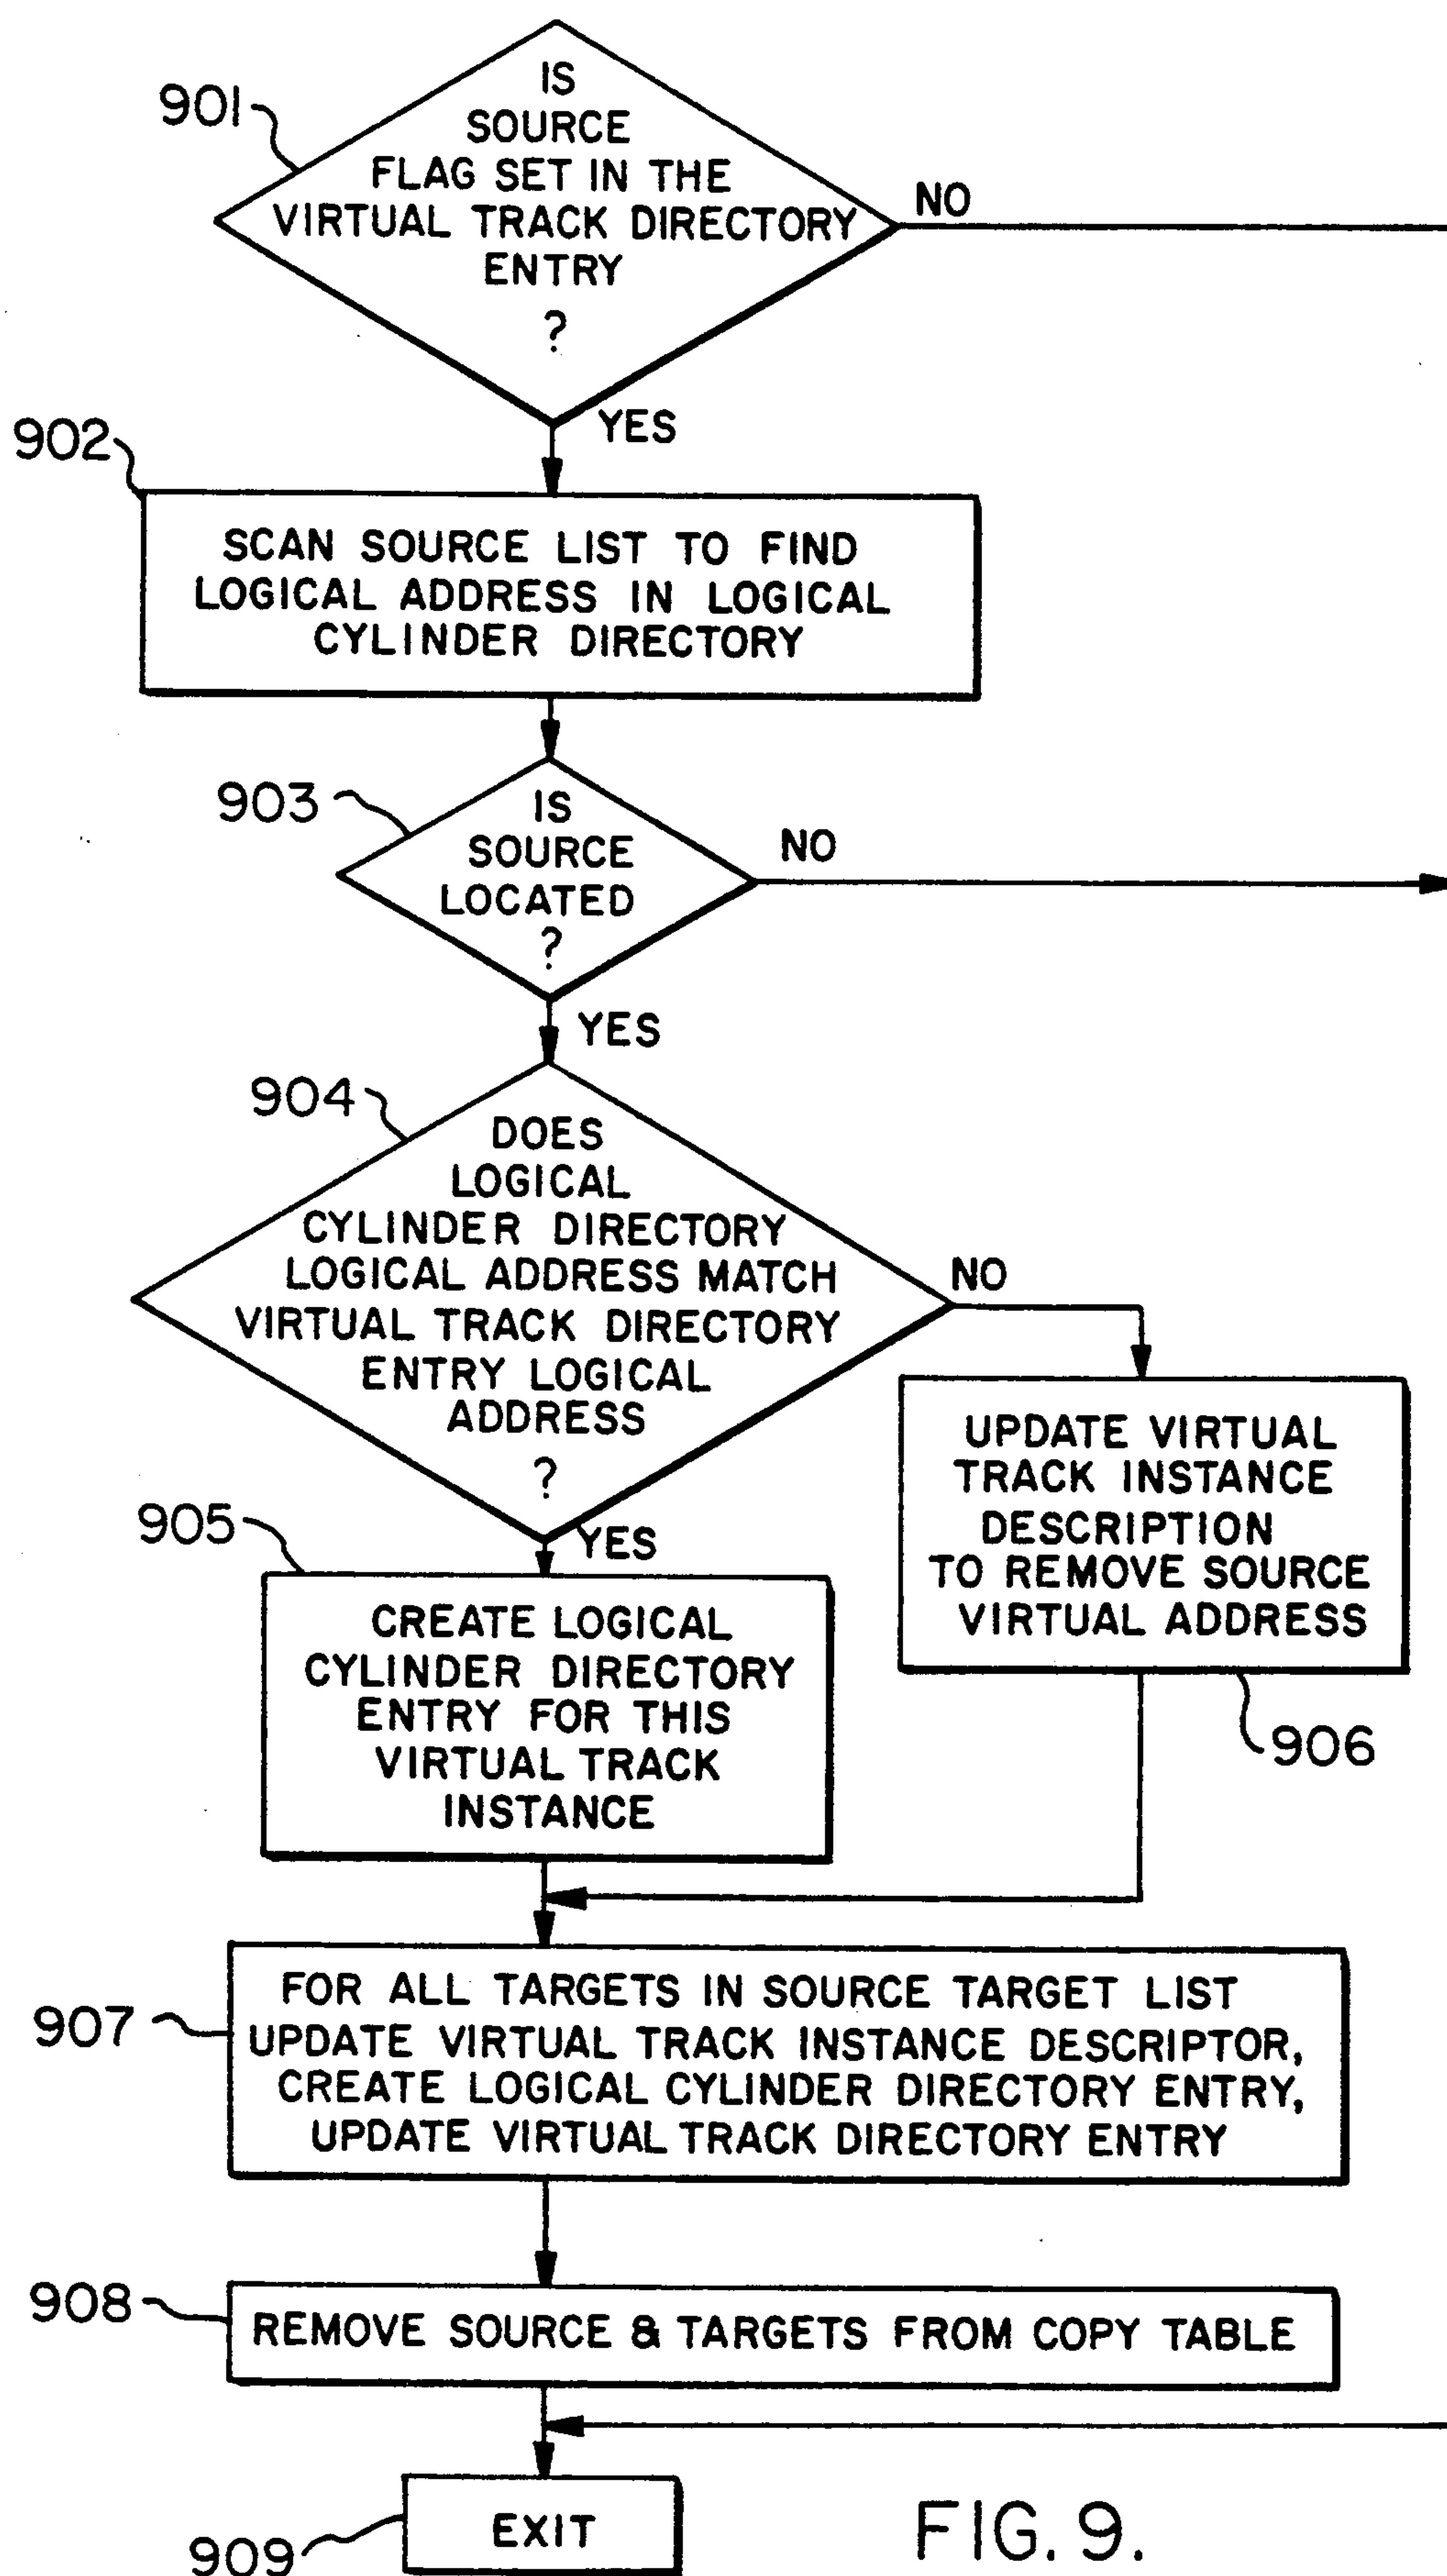 901
IS
SOURCE
FLAG SET IN THE
VIRTUAL TRACK DIRECTORY
ENTRY
?
NO
YES
902
SCAN SOURCE LIST TO FIND
LOGICAL ADDRESS IN LOGICAL
CYLINDER DIRECTORY
903
IS
SOURCE
LOCATED
?
NO
YES
904
DOES
LOGICAL
CYLINDER DIRECTORY
LOGICAL ADDRESS MATCH
VIRTUAL TRACK DIRECTORY
ENTRY LOGICAL
ADDRESS
?
NO
YES
905
CREATE LOGICAL
CYLINDER DIRECTORY
ENTRY FOR THIS
VIRTUAL TRACK
INSTANCE
UPDATE VIRTUAL
TRACK INSTANCE
DESCRIPTION
TO REMOVE SOURCE
VIRTUAL ADDRESS
906
907
FOR ALL TARGETS IN SOURCE TARGET LIST
UPDATE VIRTUAL TRACK INSTANCE DESCRIPTOR,
CREATE LOGICAL CYLINDER DIRECTORY ENTRY,
UPDATE VIRTUAL TRACK DIRECTORY ENTRY
908
REMOVE SOURCE & TARGETS FROM COPY TABLE
909
EXIT
FIG. 9.